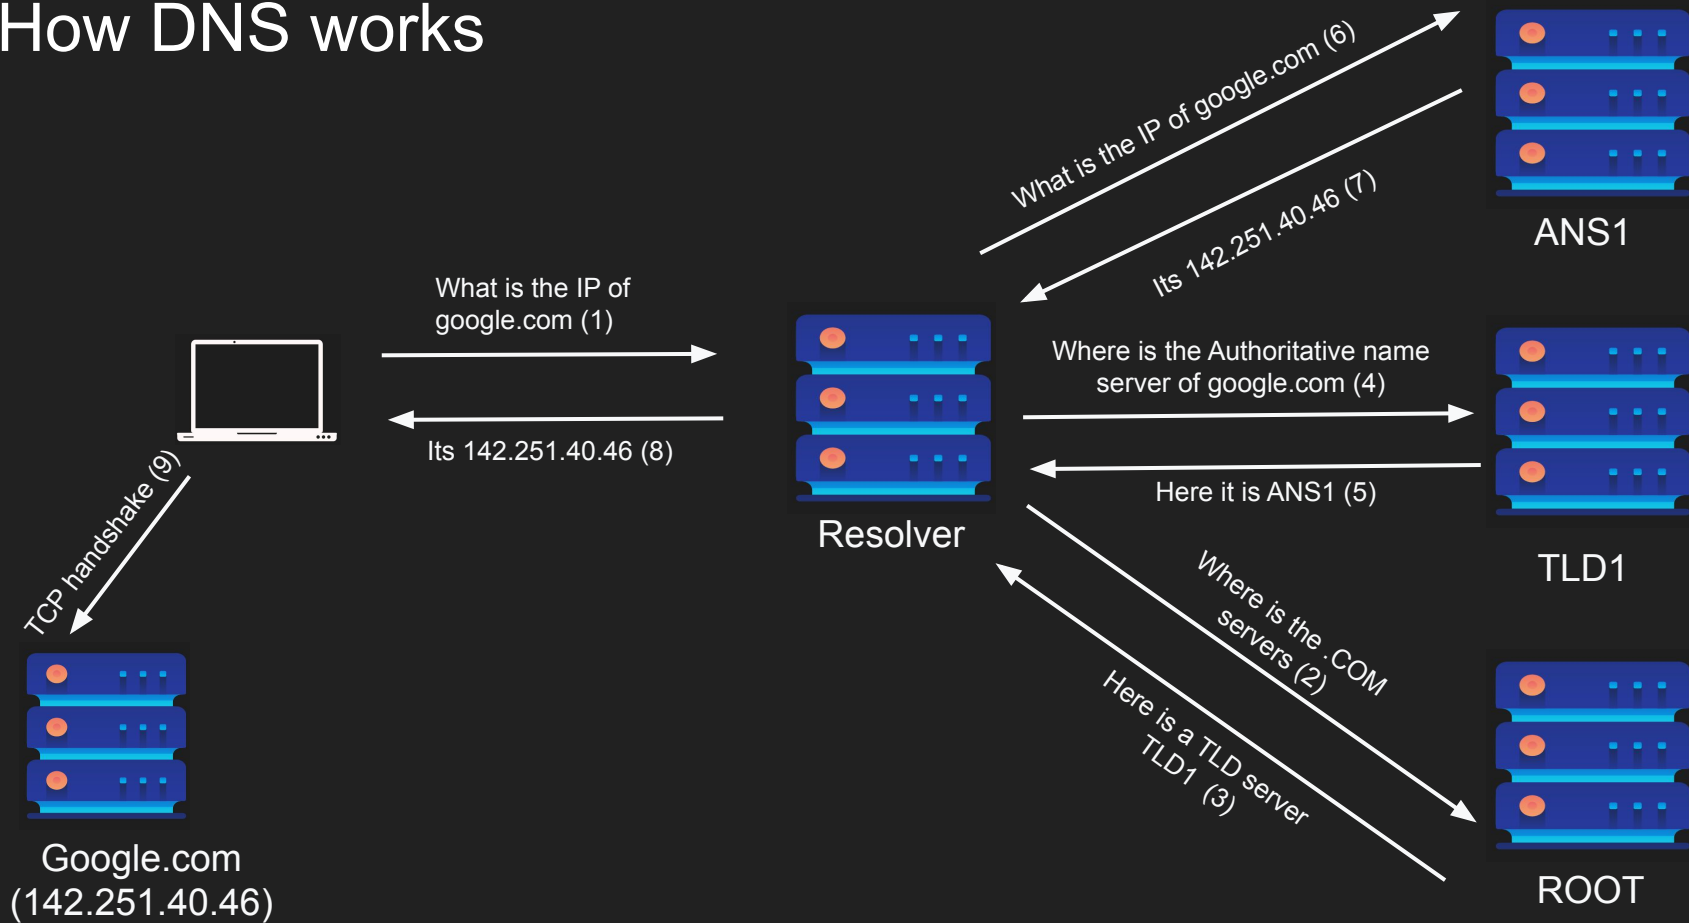 How DNS works
What is the IP of google.com (6)
Its 142.251.40.46 (7)
ANS1
What is the IP of
google.com (1)
Its 142.251.40.46 (8)
Resolver
Where is the Authoritative name
server of google.com (4)
Here it is ANS1 (5)
TLD1
Where is the .COM
servers (2)
Here is a TLD server
TLD1 (3)
ROOT
TCP handshake (9)
Google.com
(142.251.40.46)